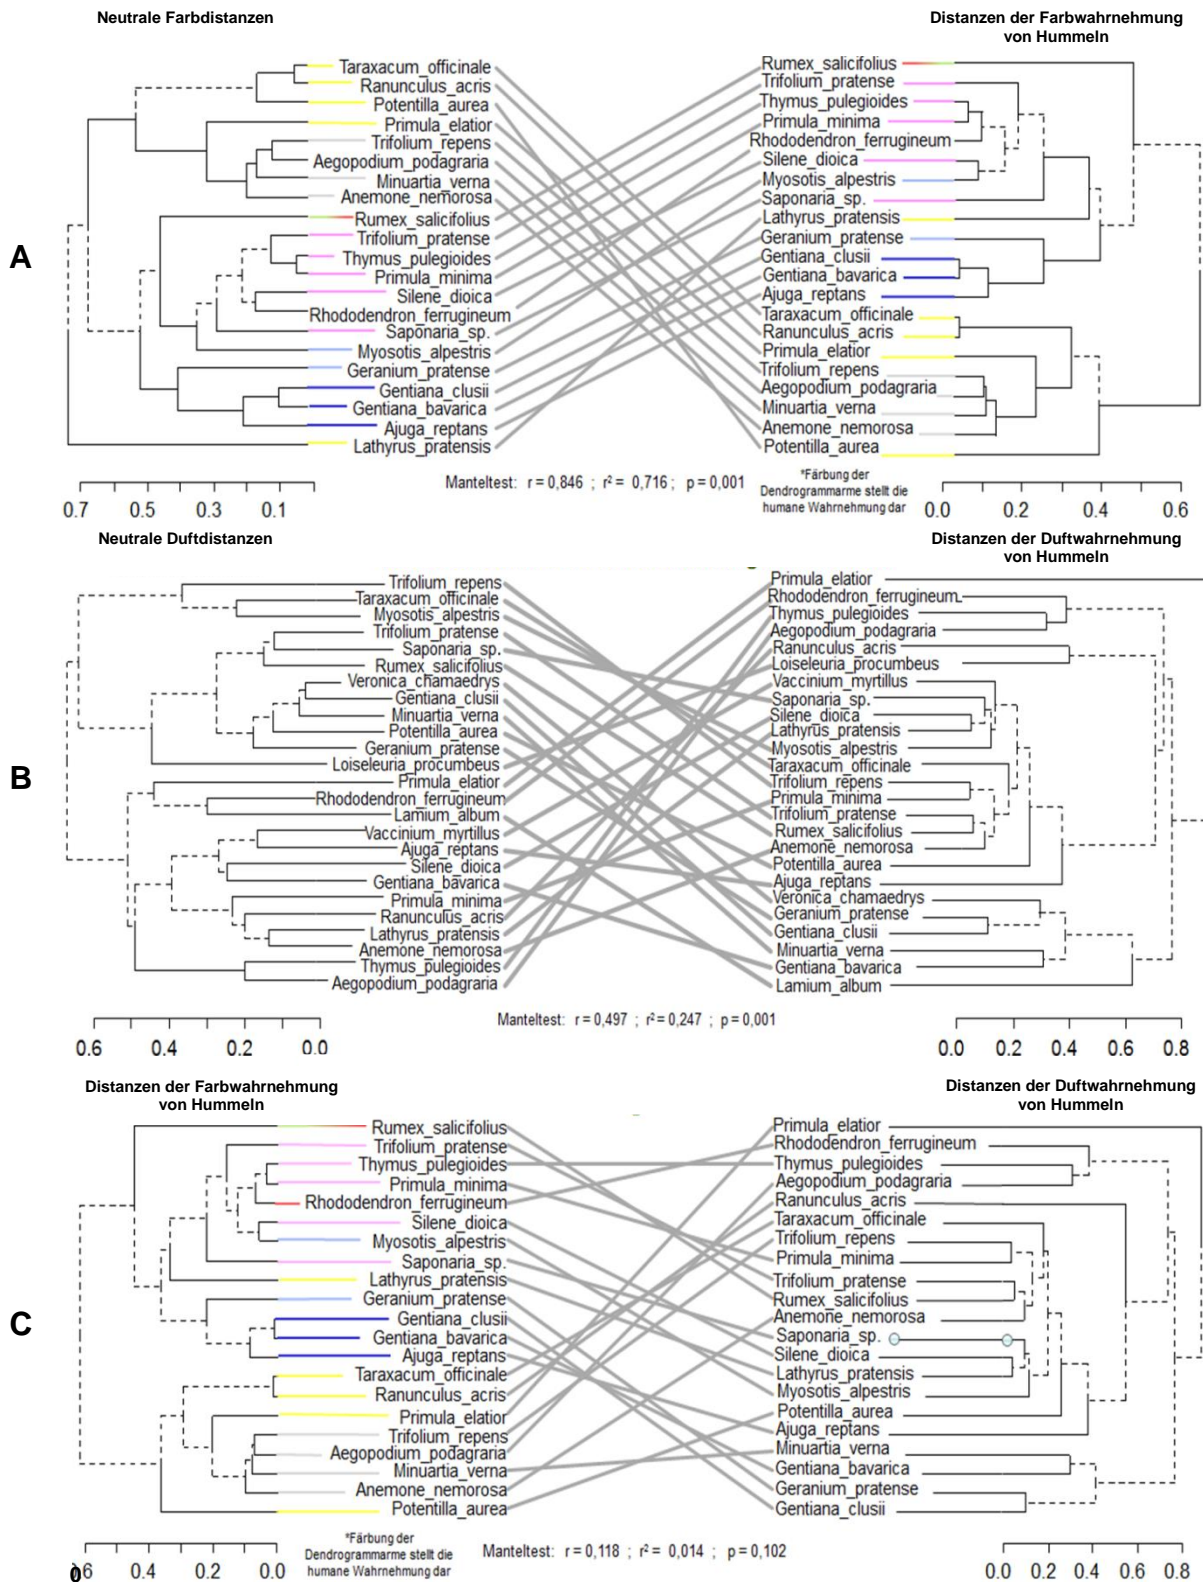 Neutrale Farbdistanzen
Distanzen der Farbwahrnehmung
von Hummeln
A
Taraxacum_officinale
Ranunculus_acris
Potentilla_aurea
Primula_elatior
Trifolium_repens
Aegopodium_podagraria
Minuartia_verna
Anemone_nemorosa
Rumex_salicifolius
Trifolium_pratense
Thymus_pulegioides
Primula_minima
Silene_dioica
Rhododendron_ferrugineum
Saponaria_sp.
Myosotis_alpestris
Geranium_pratense
Gentiana_clusii
Gentiana_bavarica
Ajuga_reptans
Lathyrus_pratensis
Rumex_salicifolius
Trifolium_pratense
Thymus_pulegioides
Primula_minima
Rhododendron_ferrugineum
Silene_dioica
Myosotis_alpestris
Saponaria_sp.
Lathyrus_pratensis
Geranium_pratense
Gentiana_clusii
Gentiana_bavarica
Ajuga_reptans
Taraxacum_officinale
Ranunculus_acris
Primula_elatior
Trifolium_repens
Aegopodium_podagraria
Minuartia_verna
Anemone_nemorosa
Potentilla_aurea
0.7 0.5 0.3 0.1
Manteltest: r = 0,846 ; r² = 0,716 ; p = 0,001
*Färbung der
Dendrogrammarme stellt die
humane Wahrnehmung dar
0.0 0.2 0.4 0.6
Neutrale Duftdistanzen
Distanzen der Duftwahrnehmung
von Hummeln
B
Trifolium_repens
Taraxacum_officinale
Myosotis_alpestris
Trifolium_pratense
Saponaria_sp.
Rumex_salicifolius
Veronica_chamaedrys
Gentiana_clusii
Minuartia_verna
Potentilla_aurea
Geranium_pratense
Loiseleuria_procumbeus
Primula_elatior
Rhododendron_ferrugineum
Lamium_album
Vaccinium_myrtillus
Ajuga_reptans
Silene_dioica
Gentiana_bavarica
Primula_minima
Ranunculus_acris
Lathyrus_pratensis
Anemone_nemorosa
Thymus_pulegioides
Aegopodium_podagraria
Primula_elatior
Rhododendron_ferrugineum
Thymus_pulegioides
Aegopodium_podagraria
Ranunculus_acris
Loiseleuria_procumbeus
Vaccinium_myrtillus
Saponaria_sp.
Silene_dioica
Lathyrus_pratensis
Myosotis_alpestris
Taraxacum_officinale
Trifolium_repens
Primula_minima
Trifolium_pratense
Rumex_salicifolius
Anemone_nemorosa
Potentilla_aurea
Ajuga_reptans
Veronica_chamaedrys
Geranium_pratense
Gentiana_clusii
Minuartia_verna
Gentiana_bavarica
Lamium_album
0.6 0.4 0.2 0.0
Manteltest: r = 0,497 ; r² = 0,247 ; p = 0,001
0.0 0.2 0.4 0.6 0.8
Distanzen der Farbwahrnehmung
von Hummeln
Distanzen der Duftwahrnehmung
von Hummeln
C
Rumex_salicifolius
Trifolium_pratense
Thymus_pulegioides
Primula_minima
Rhododendron_ferrugineum
Silene_dioica
Myosotis_alpestris
Saponaria_sp.
Lathyrus_pratensis
Geranium_pratense
Gentiana_clusii
Gentiana_bavarica
Ajuga_reptans
Taraxacum_officinale
Ranunculus_acris
Primula_elatior
Trifolium_repens
Aegopodium_podagraria
Minuartia_verna
Anemone_nemorosa
Potentilla_aurea
Primula_elatior
Rhododendron_ferrugineum
Thymus_pulegioides
Aegopodium_podagraria
Ranunculus_acris
Taraxacum_officinale
Trifolium_repens
Primula_minima
Trifolium_pratense
Rumex_salicifolius
Anemone_nemorosa
Saponaria_sp.
Silene_dioica
Lathyrus_pratensis
Myosotis_alpestris
Potentilla_aurea
Ajuga_reptans
Minuartia_verna
Gentiana_bavarica
Geranium_pratense
Gentiana_clusii
0.4 0.2 0.0
*Färbung der
Dendrogrammarme stellt die
humane Wahrnehmung dar
Manteltest: r = 0,118 ; r² = 0,014 ; p = 0,102
0.0 0.2 0.4 0.6 0.8